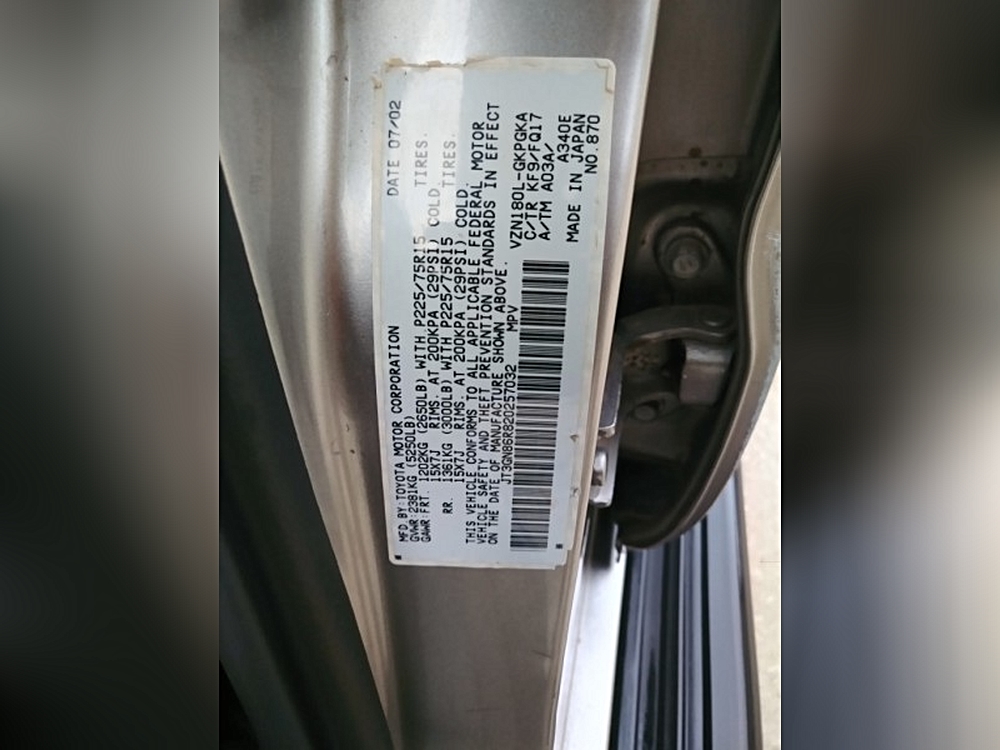 MFD.BY:TOYOTA MOTOR CORPORATION DATE 07/02
GVWR:2381KG (5250LB)
GAWR:FRT. 1202KG (2650LB) WITH P225/75R15 TIRES.
15X7J RIMS. AT 200KPA (29PSI) COLD.
RR. 1361KG (3000LB) WITH P225/75R15 TIRES.
15X7J RIMS. AT 200KPA (29PSI) COLD.
THIS VEHICLE CONFORMS TO ALL APPLICABLE FEDERAL MOTOR
VEHICLE SAFETY AND THEFT PREVENTION STANDARDS IN EFFECT
ON THE DATE OF MANUFACTURE SHOWN ABOVE.
JT3GN86R820257032 MPV
VZN180L-GKPGKA
C/TR KF9/FQ17
A/TM A03A/
A340E
MADE IN JAPAN
NO.870